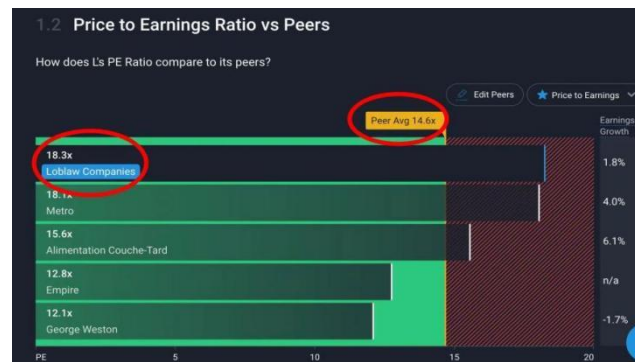 1.2 Price to Earnings Ratio vs Peers
How does L's PE Ratio compare to its peers?
Edit Peers
Price to Earnings
Peer Avg 14.6x
Earnings
Growth
18.3x
Loblaw Companies
1.8%
18.1x
Metro
4.0%
15.6x
Alimentation Couche-Tard
6.1%
12.8x
Empire
n/a
12.1x
George Weston
-1.7%
PE 5 10 15 20